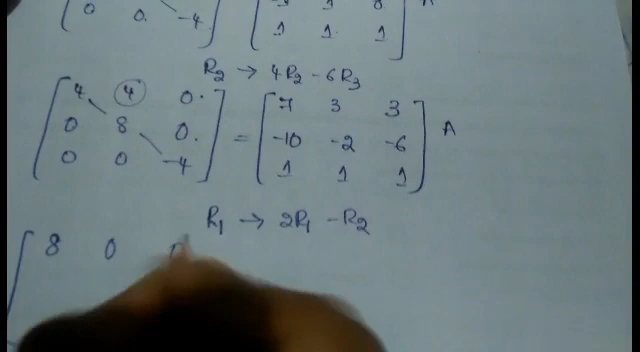 0 0. -4 1 1. 1 A
R2 → 4R2 - 6R3
4 4 0. 7 3 3
0 8 0. = -10 -2 -6 A
0 0 -4 1 1 1
R1 → 2R1 - R2
8 0 0